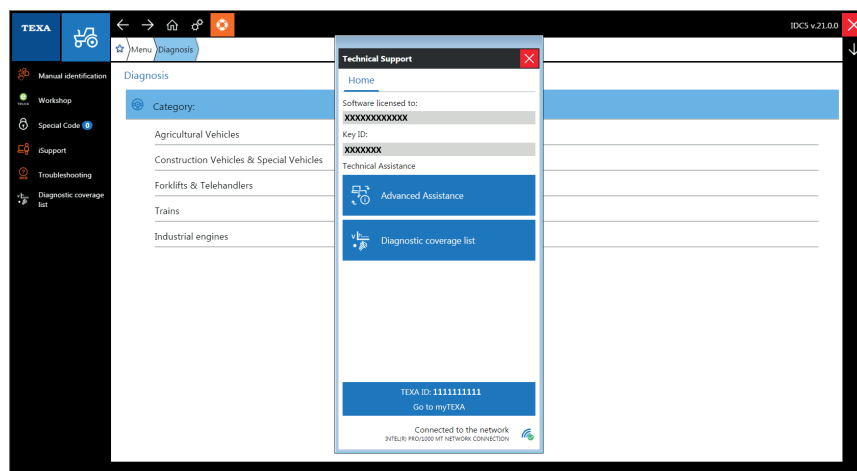 TEXA
IDC5 v.21.0.0
Menu
Diagnosis
Manual identification
Workshop
Special Code 0
iSupport
Troubleshooting
Diagnostic coverage
list
Diagnosis
Category:
Agricultural Vehicles
Construction Vehicles & Special Vehicles
Forklifts & Telehandlers
Trains
Industrial engines
Technical Support
Home
Software licensed to:
XXXXXXXXXXXX
Key ID:
XXXXXXX
Technical Assistance
Advanced Assistance
Diagnostic coverage list
TEXA ID: 1111111111
Go to myTEXA
Connected to the network
INTEL(R) PRO/1000 MT NETWORK CONNECTION